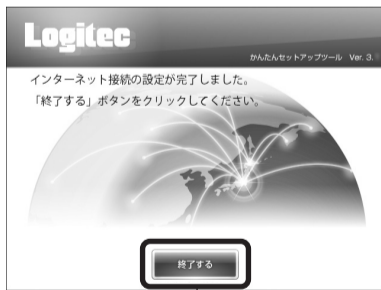 Logitec
かんたんセットアップツール Ver. 3.
インターネット接続の設定が完了しました。
「終了する」ボタンをクリックしてください。
終了する